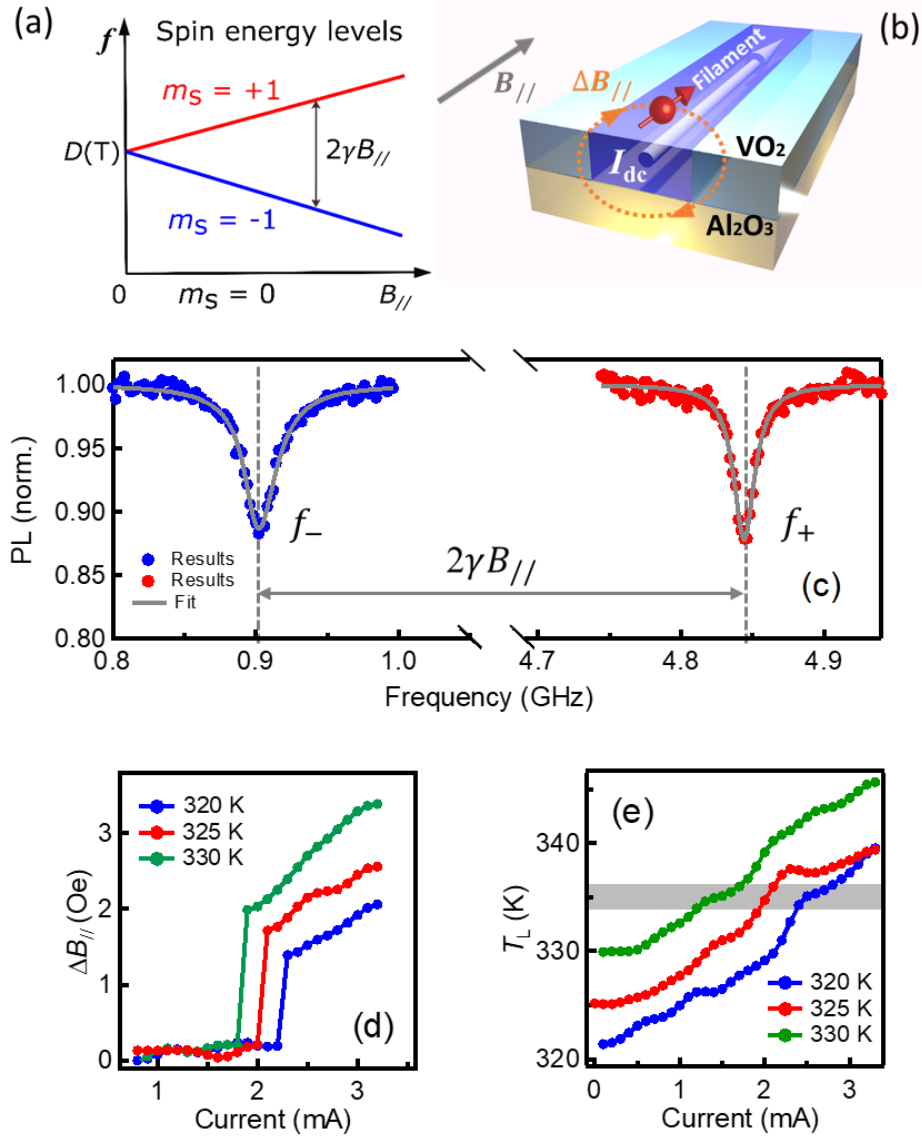 (a)
f
Spin energy levels
mS = +1
D(T)
2γB//
mS = -1
0
mS = 0
B//
(b)
B//
ΔB//
Filament
Idc
VO2
Al2O3
1.00
0.95
0.90
0.85
0.80
PL (norm.)
f−
f+
2γB//
Results
Results
Fit
(c)
0.8
0.9
1.0
4.7
4.8
4.9
Frequency (GHz)
320 K
325 K
330 K
3
2
1
0
ΔB// (Oe)
(d)
1
2
3
Current (mA)
(e)
340
330
320
TL (K)
320 K
325 K
330 K
0
1
2
3
Current (mA)